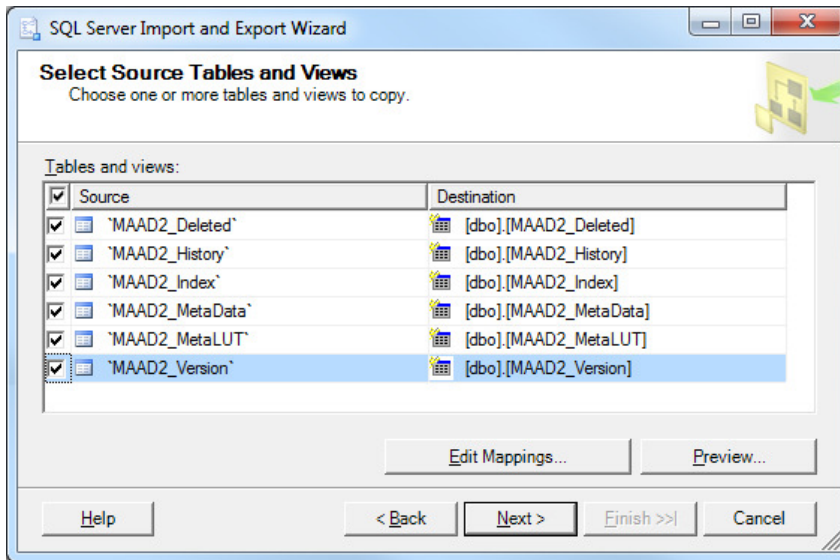 SQL Server Import and Export Wizard
Select Source Tables and Views
Choose one or more tables and views to copy.
Tables and views:
Source Destination
`MAAD2_Deleted` [dbo].[MAAD2_Deleted]
`MAAD2_History` [dbo].[MAAD2_History]
`MAAD2_Index` [dbo].[MAAD2_Index]
`MAAD2_MetaData` [dbo].[MAAD2_MetaData]
`MAAD2_MetaLUT` [dbo].[MAAD2_MetaLUT]
`MAAD2_Version` [dbo].[MAAD2_Version]
Edit Mappings... Preview...
Help < Back Next > Finish >>| Cancel